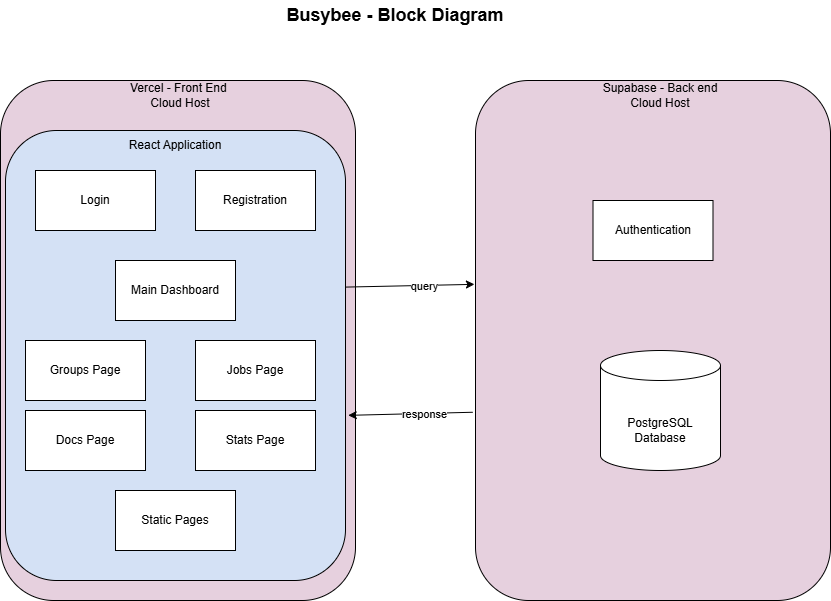 Busybee - Block Diagram
Vercel - Front End
Cloud Host
React Application
Login
Registration
Main Dashboard
Groups Page
Jobs Page
Docs Page
Stats Page
Static Pages
query
response
Supabase - Back end
Cloud Host
Authentication
PostgreSQL
Database